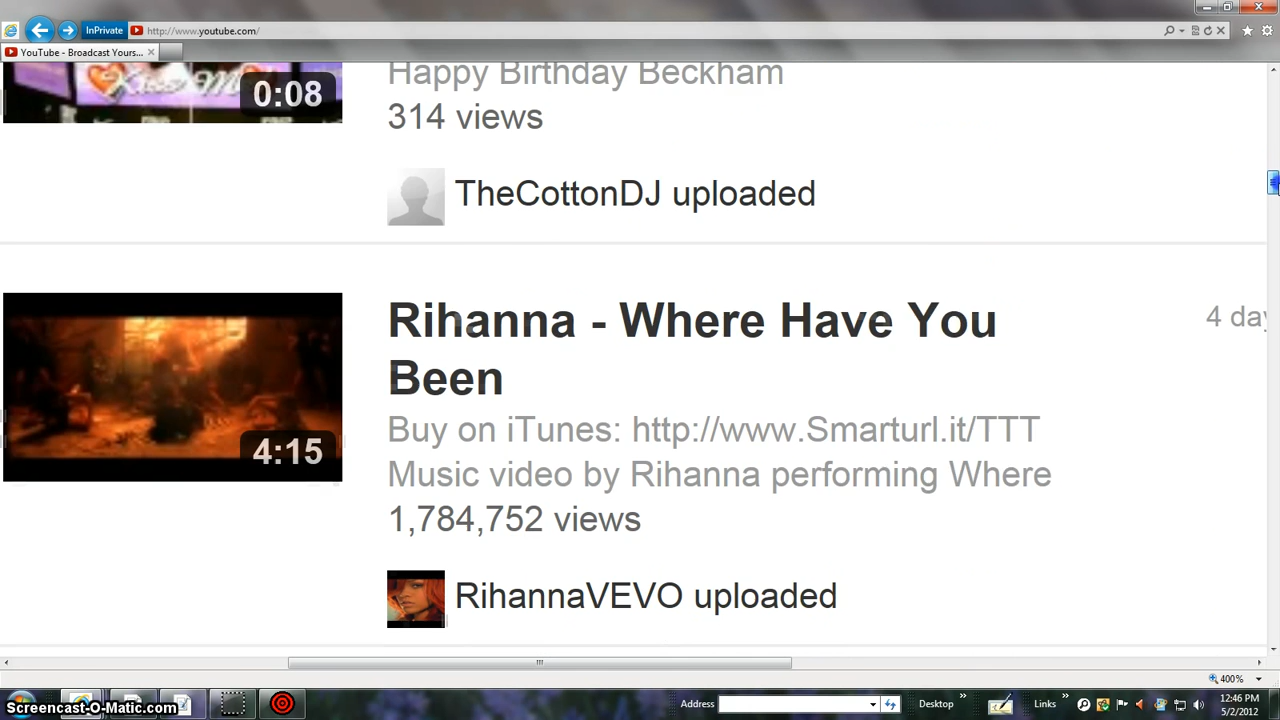 InPrivate http://www.youtube.com/
YouTube - Broadcast Yours...
0:08
Happy Birthday Beckham
314 views
TheCottonDJ uploaded
Rihanna - Where Have You
4 day
Been
Buy on iTunes: http://www.Smarturl.it/TTT
Music video by Rihanna performing Where
4:15
1,784,752 views
RihannaVEVO uploaded
400%
Address
Desktop
Links
12:46 PM
5/2/2012
Screencast-O-Matic.com